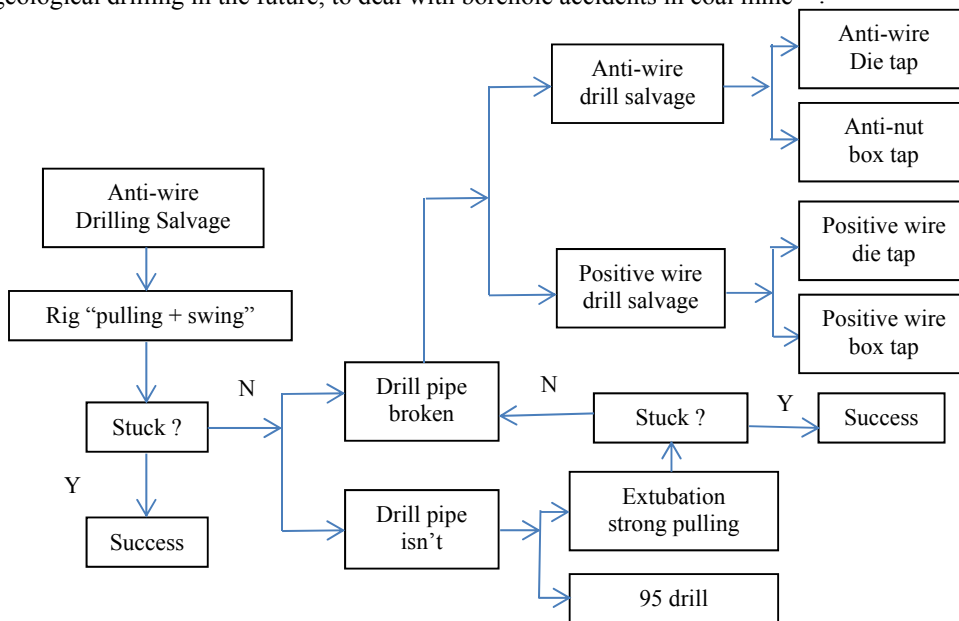 geological drilling in the future, to deal with borehole accidents in coal mine
Anti-wire
Die tap
Anti-wire
drill salvage
Anti-nut
box tap
Anti-wire
Drilling Salvage
Positive wire
die tap
Positive wire
drill salvage
Rig “pulling + swing”
Positive wire
box tap
N
Drill pipe
broken
N
Stuck ?
Y
Success
Stuck ?
Y
Extubation
strong pulling
Drill pipe
isn’t
Success
95 drill